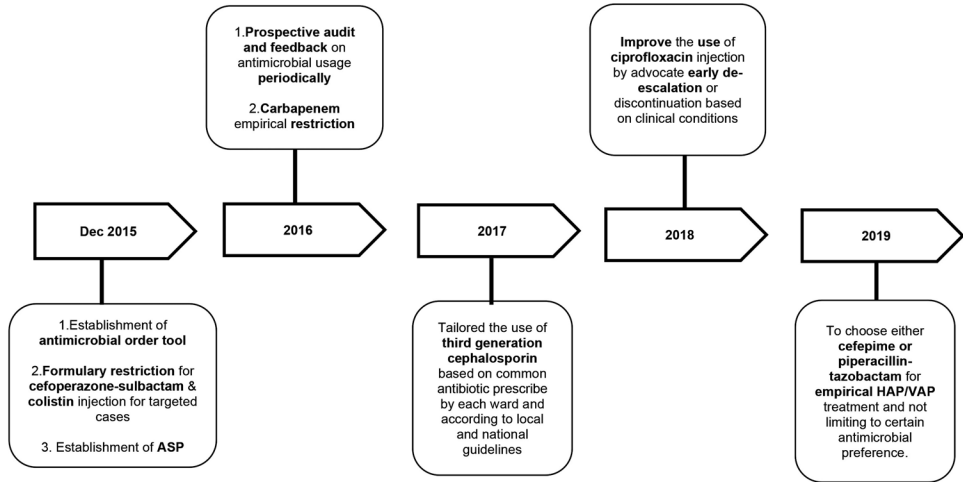 1.Prospective audit
and feedback on
antimicrobial usage
periodically
2.Carbapenem
empirical restriction
Improve the use of
ciprofloxacin injection
by advocate early de-
escalation or
discontinuation based
on clinical conditions
Dec 2015
2016
2017
2018
2019
1.Establishment of
antimicrobial order tool
2.Formulary restriction for
cefoperazone-sulbactam &
colistin injection for targeted
cases
3. Establishment of ASP
Tailored the use of
third generation
cephalosporin
based on common
antibiotic prescribe
by each ward and
according to local
and national
guidelines
To choose either
cefepime or
piperacillin-
tazobactam for
empirical HAP/VAP
treatment and not
limiting to certain
antimicrobial
preference.